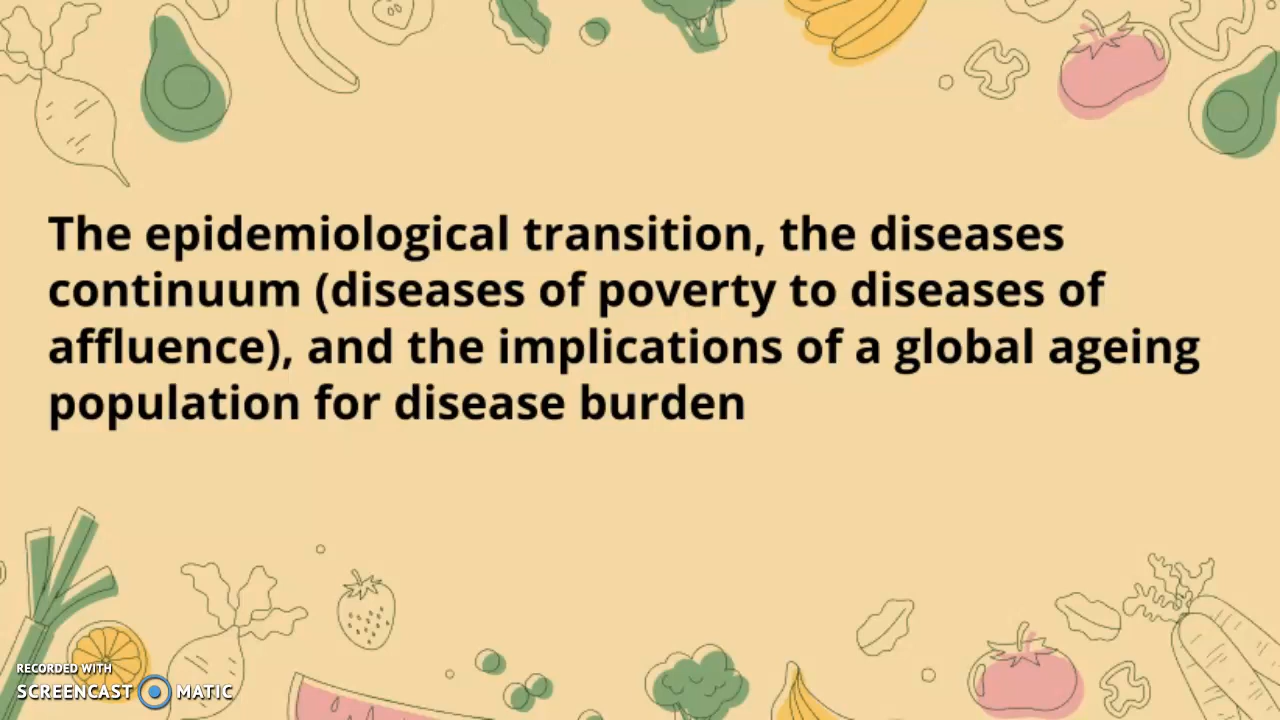 The epidemiological transition, the diseases
continuum (diseases of poverty to diseases of
affluence), and the implications of a global ageing
population for disease burden
RECORDED WITH
SCREENCAST MATIC